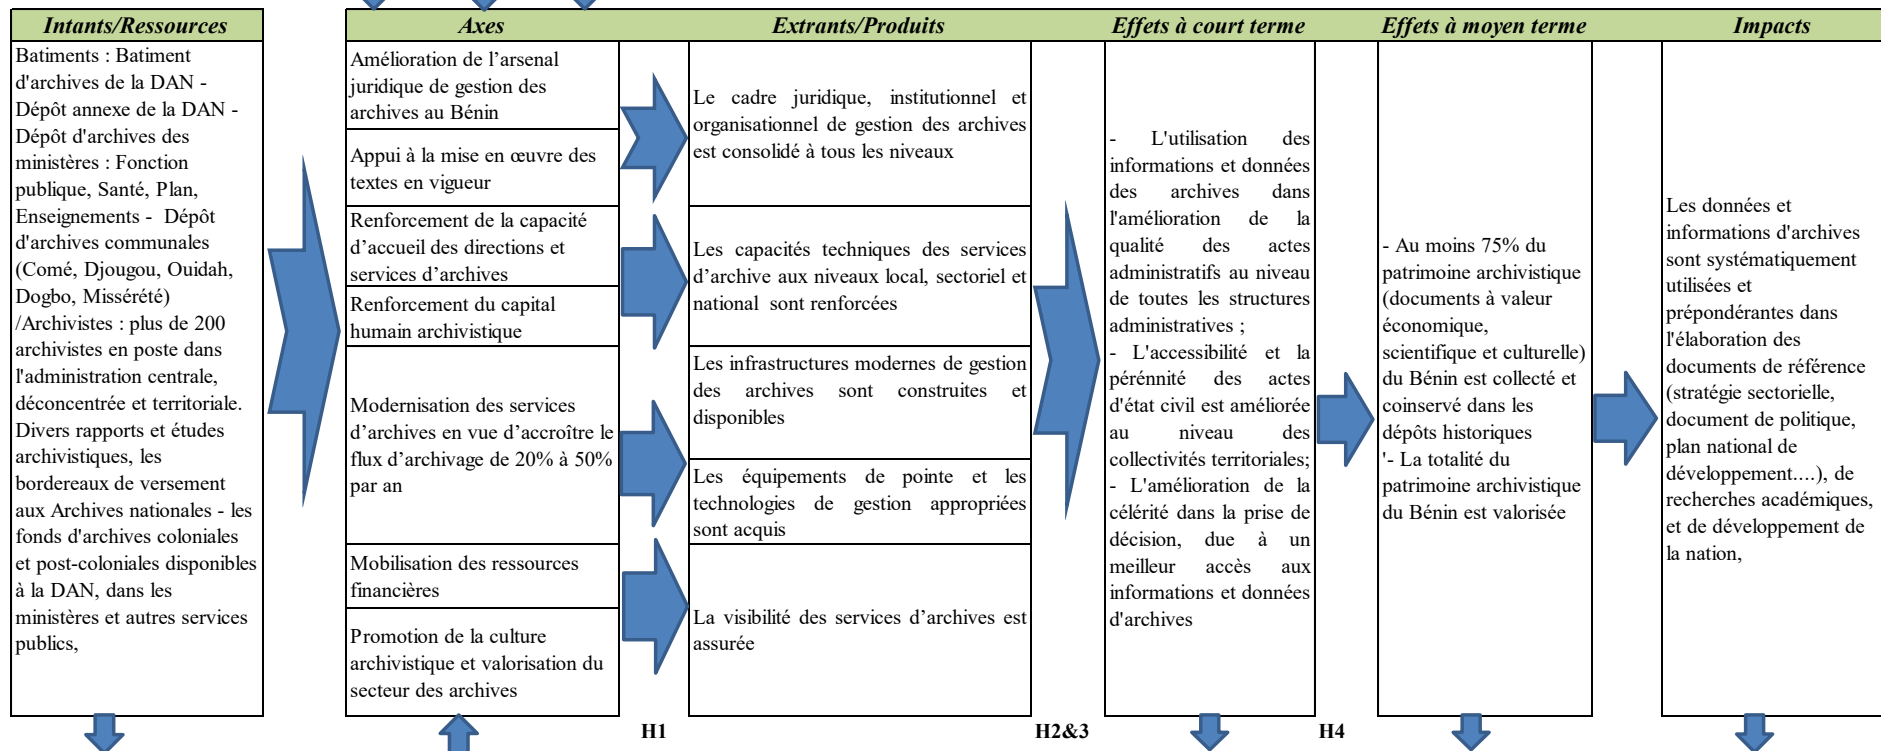 Intants/Ressources
Axes
Extrants/Produits
Effets à court terme
Effets à moyen terme
Impacts
Batiments : Batiment
d'archives de la DAN -
Dépôt annexe de la DAN -
Dépôt d'archives des
ministères : Fonction
publique, Santé, Plan,
Enseignements - Dépôt
d'archives communales
(Comé, Djougou, Ouidah,
Dogbo, Missérété)
/Archivistes : plus de 200
archivistes en poste dans
l'administration centrale,
déconcentrée et territoriale.
Divers rapports et études
archivistiques, les
bordereaux de versement
aux Archives nationales - les
fonds d'archives coloniales
et post-coloniales disponibles
à la DAN, dans les
ministères et autres services
publics,
Amélioration de l’arsenal
juridique de gestion des
archives au Bénin
Appui à la mise en œuvre des
textes en vigueur
Renforcement de la capacité
d’accueil des directions et
services d’archives
Renforcement du capital
humain archivistique
Modernisation des services
d’archives en vue d’accroître le
flux d’archivage de 20% à 50%
par an
Mobilisation des ressources
financières
Promotion de la culture
archivistique et valorisation du
secteur des archives
Le cadre juridique, institutionnel et
organisationnel de gestion des archives
est consolidé à tous les niveaux
Les capacités techniques des services
d’archive aux niveaux local, sectoriel et
national sont renforcées
Les infrastructures modernes de gestion
des archives sont construites et
disponibles
Les équipements de pointe et les
technologies de gestion appropriées
sont acquis
La visibilité des services d’archives est
assurée
- L'utilisation des
informations et données
des archives dans
l'amélioration de la
qualité des actes
administratifs au niveau
de toutes les structures
administratives ;
- L'accessibilité et la
pérénnité des actes
d'état civil est améliorée
au niveau des
collectivités territoriales;
- L'amélioration de la
célérité dans la prise de
décision, due à un
meilleur accès aux
informations et données
d'archives
- Au moins 75% du
patrimoine archivistique
(documents à valeur
économique,
scientifique et culturelle)
du Bénin est collecté et
coinservé dans les
dépôts historiques
'- La totalité du
patrimoine archivistique
du Bénin est valorisée
Les données et
informations d'archives
sont systématiquement
utilisées et
prépondérantes dans
l'élaboration des
documents de référence
(stratégie sectorielle,
document de politique,
plan national de
développement....), de
recherches académiques,
et de développement de
la nation,
H1
H2&3
H4